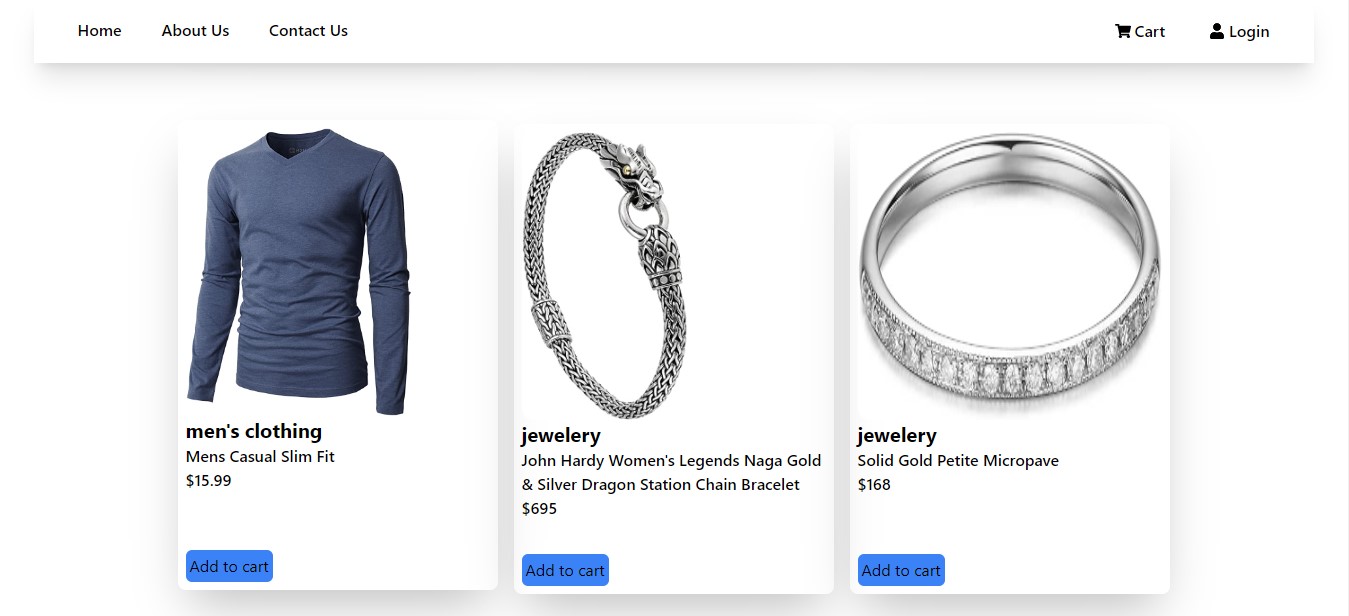 Home About Us Contact Us Cart Login
men's clothing
Mens Casual Slim Fit
$15.99
Add to cart
jewelery
John Hardy Women's Legends Naga Gold
& Silver Dragon Station Chain Bracelet
$695
Add to cart
jewelery
Solid Gold Petite Micropave
$168
Add to cart